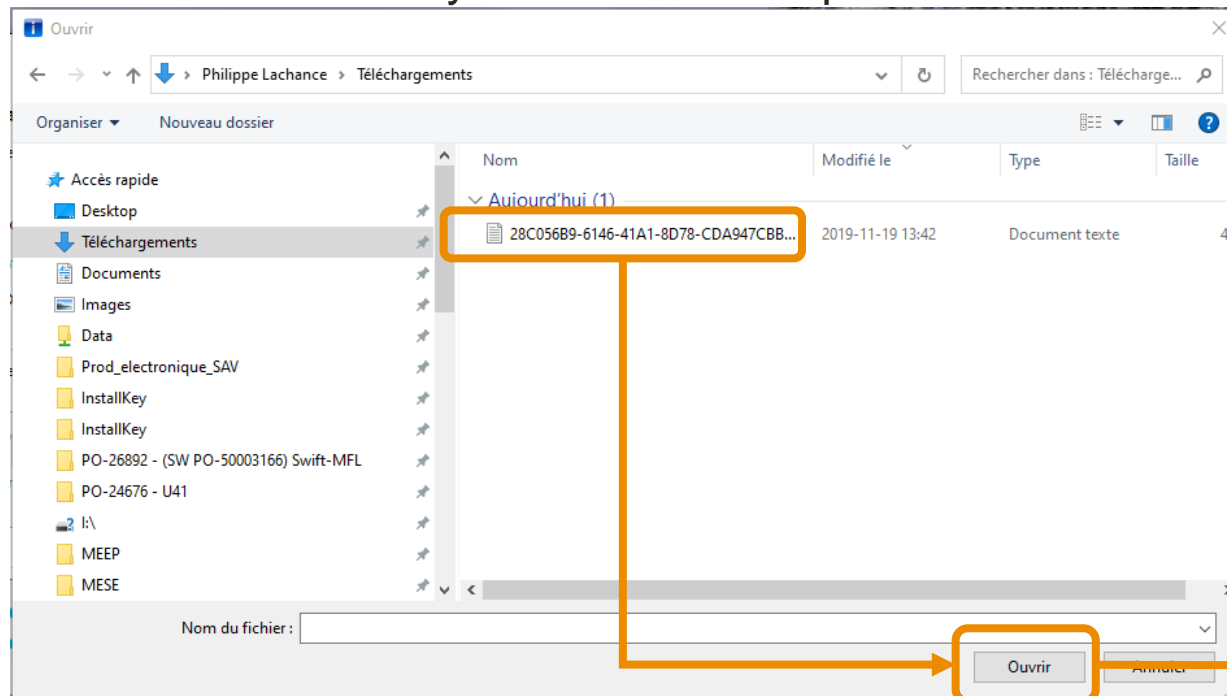 Ouvrir
Philippe Lachance > Téléchargements
Rechercher dans : Télécharge...
Organiser
Nouveau dossier
Nom
Modifié le
Type
Taille
Accès rapide
Aujourd'hui (1)
Desktop
Téléchargements
28C056B9-6146-41A1-8D78-CDA947CBB...
2019-11-19 13:42
Document texte
4
Documents
Images
Data
Prod_electronique_SAV
InstallKey
InstallKey
PO-26892 - (SW PO-50003166) Swift-MFL
PO-24676 - U41
I:\
MEEP
MESE
Nom du fichier :
Ouvrir
Annuler